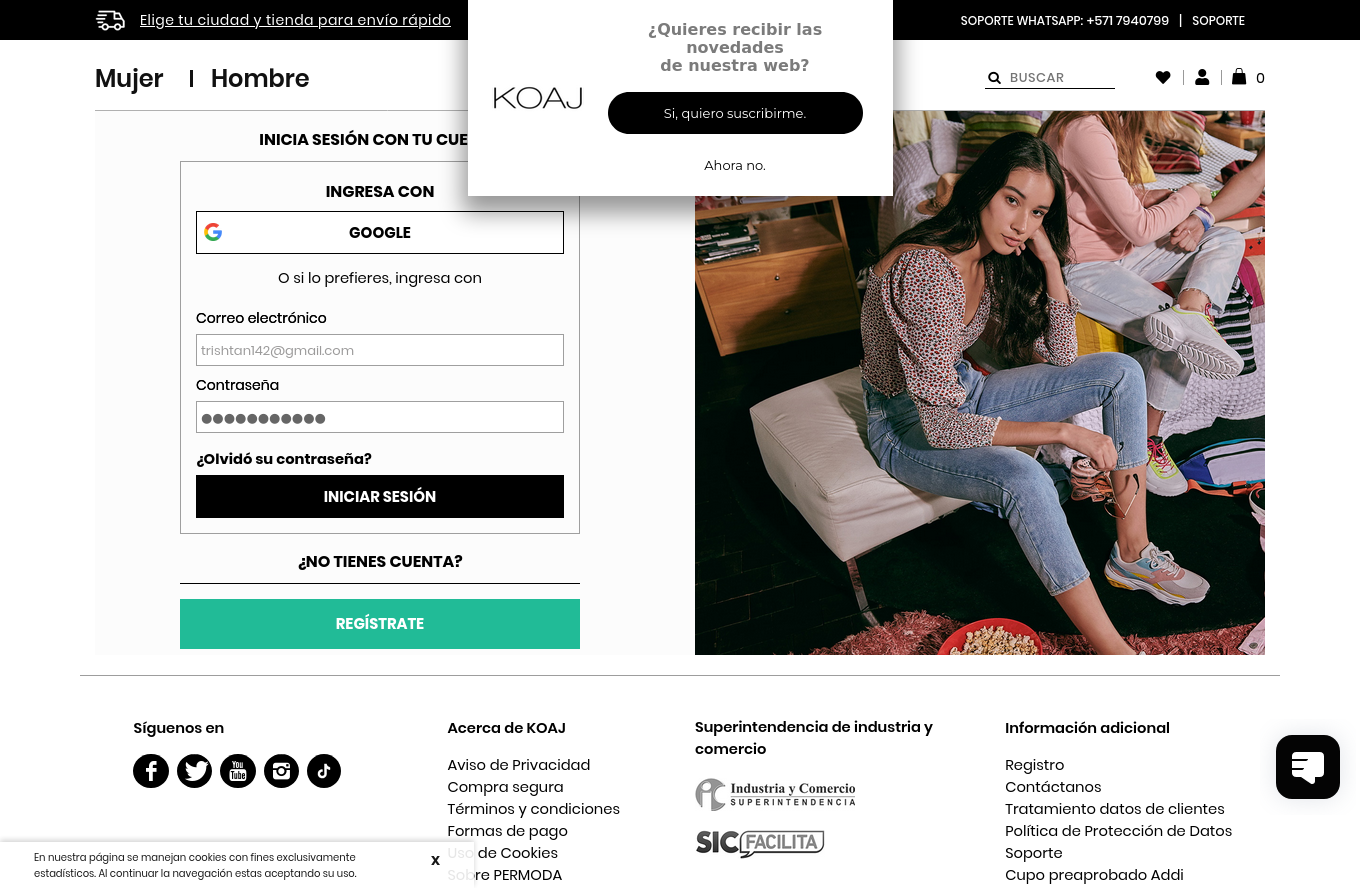 Elige tu ciudad y tienda para envío rápido
SOPORTE WHATSAPP: +571 7940799 | SOPORTE
¿Quieres recibir las
novedades
de nuestra web?
KOAJ
Si, quiero suscribirme.
Ahora no.
Mujer | Hombre
BUSCAR
0
INICIA SESIÓN CON TU CUE
INGRESA CON
GOOGLE
O si lo prefieres, ingresa con
Correo electrónico
trishtan142@gmail.com
Contraseña
●●●●●●●●●●●
¿Olvidó su contraseña?
INICIAR SESIÓN
¿NO TIENES CUENTA?
REGÍSTRATE
Síguenos en
You
Tube
Acerca de KOAJ
Aviso de Privacidad
Compra segura
Términos y condiciones
Formas de pago
Uso de Cookies
Sobre PERMODA
Superintendencia de industria y
comercio
Industria y Comercio
SUPERINTENDENCIA
SIC FACILITA
Información adicional
Registro
Contáctanos
Tratamiento datos de clientes
Política de Protección de Datos
Soporte
Cupo preaprobado Addi
En nuestra página se manejan cookies con fines exclusivamente
estadísticos. Al continuar la navegación estas aceptando su uso.
X